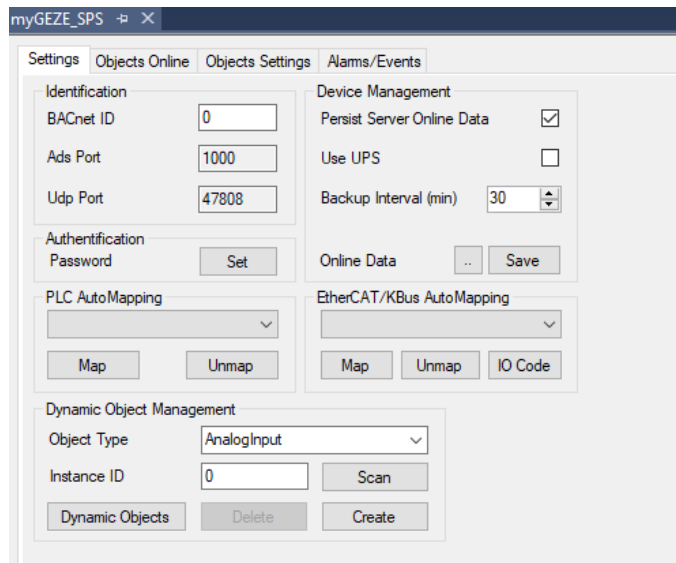 myGEZE_SPS
Settings Objects Online Objects Settings Alarms/Events
Identification
BACnet ID 0
Ads Port 1000
Udp Port 47808
Authentification
Password Set
Device Management
Persist Server Online Data
Use UPS
Backup Interval (min) 30
Online Data .. Save
PLC AutoMapping
Map Unmap
EtherCAT/KBus AutoMapping
Map Unmap IO Code
Dynamic Object Management
Object Type AnalogInput
Instance ID 0 Scan
Dynamic Objects Delete Create